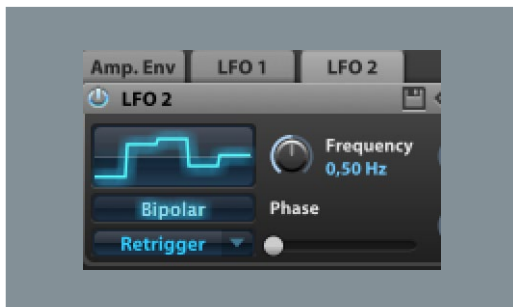 Amp. Env LFO 1 LFO 2
LFO 2
Frequency
0,50 Hz
Bipolar
Phase
Retrigger